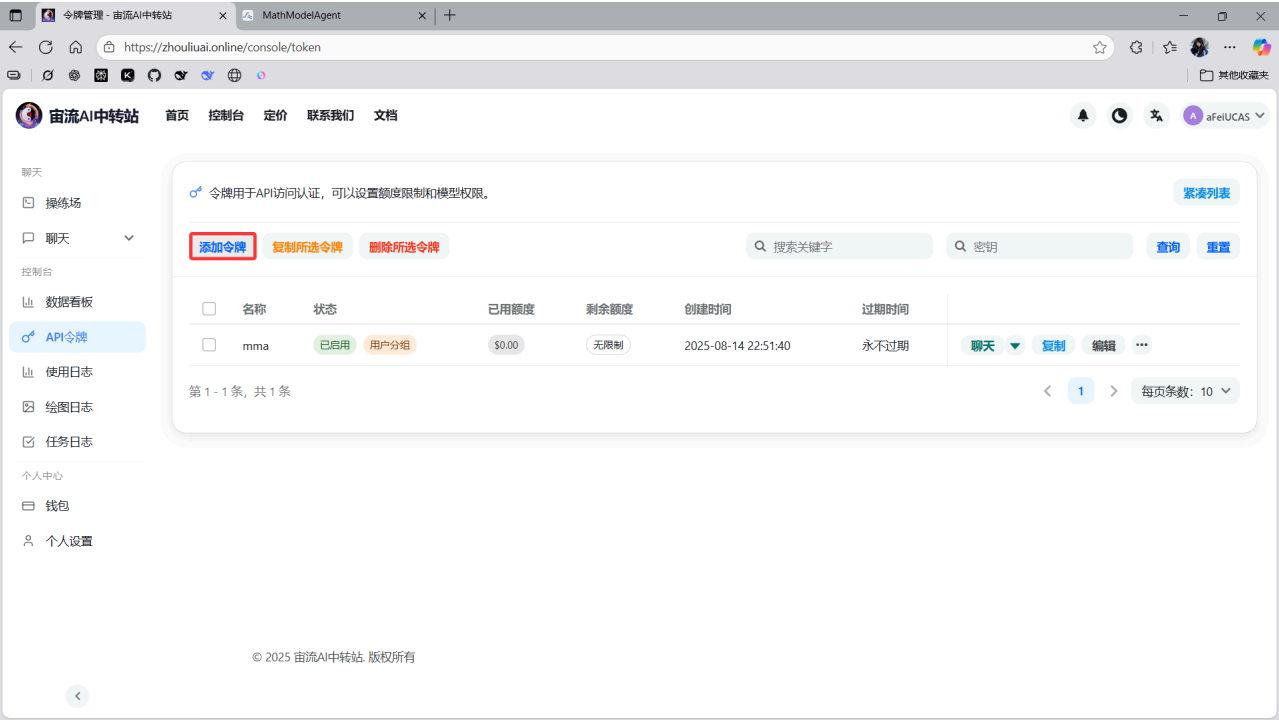 令牌管理 - 宙流AI中转站
MathModelAgent
https://zhouliuai.online/console/token
其他收藏夹
宙流AI中转站
首页
控制台
定价
联系我们
文档
A
aFeiUCAS
聊天
操练场
聊天
控制台
数据看板
API令牌
使用日志
绘图日志
任务日志
个人中心
钱包
个人设置
令牌用于API访问认证，可以设置额度限制和模型权限。
紧凑列表
添加令牌
复制所选令牌
删除所选令牌
搜索关键字
密钥
查询
重置
名称 状态 已用额度 剩余额度 创建时间 过期时间
mma 已启用 用户分组 $0.00 无限制 2025-08-14 22:51:40 永不过期 聊天 复制 编辑
第 1 - 1 条，共 1 条
1
每页条数：10
© 2025 宙流AI中转站. 版权所有